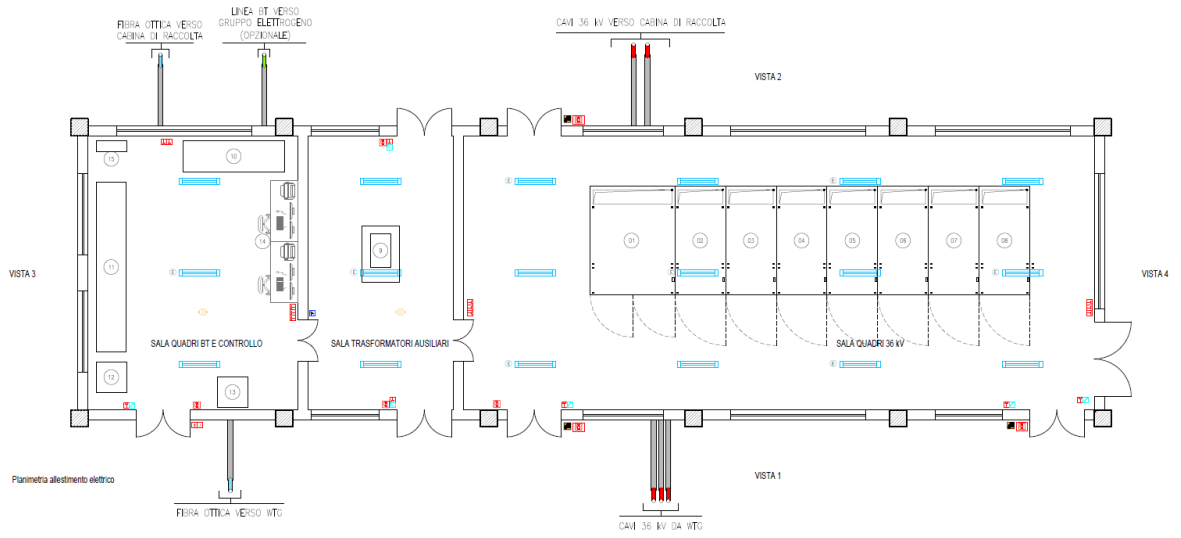 LINEA BT VERSO
FIBRA OTTICA VERSO
GRUPPO ELETTROGENO
CAVI 36 kV VERSO CABINA DI RACCOLTA
CABINA DI RACCOLTA
(OPZIONALE)
VISTA 2
15
10
14
11
9
01
02
03
04
05
06
07
08
E
E
E
E
E
E
E
E
E
VISTA 3
VISTA 4
SALA QUADRI BT E CONTROLLO
SALA TRASFORMATORI AUSILIARI
SALA QUADRI 36 kV
12
13
Planimetria allestimento elettrico
VISTA 1
FIBRA OTTICA VERSO WTG
CAVI 36 kV DA WTG